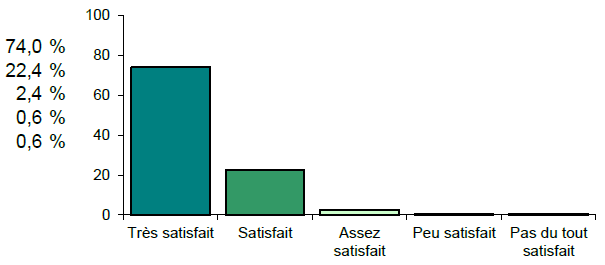 74,0 %
22,4 %
2,4 %
0,6 %
0,6 %
100
80
60
40
20
0
Très satisfait
Satisfait
Assez
satisfait
Peu satisfait
Pas du tout
satisfait